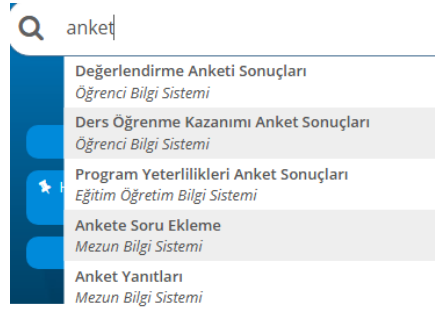 anket
Değerlendirme Anketi Sonuçları
Öğrenci Bilgi Sistemi
Ders Öğrenme Kazanımı Anket Sonuçları
Öğrenci Bilgi Sistemi
Program Yeterlilikleri Anket Sonuçları
Eğitim Öğretim Bilgi Sistemi
Ankete Soru Ekleme
Mezun Bilgi Sistemi
Anket Yanıtları
Mezun Bilgi Sistemi